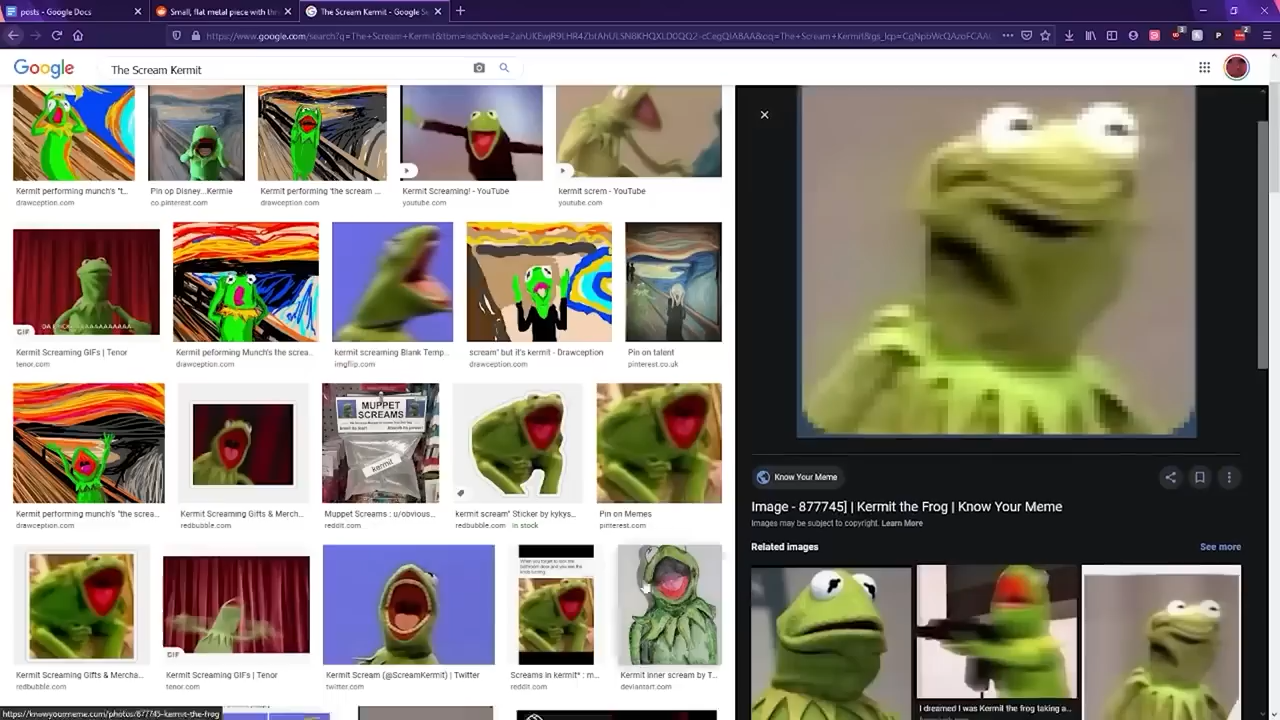 posts - Google Docs
Small, flat metal piece with thr
The Scream Kermit - Google Se
Google
The Scream Kermit
Kermit performing munch's "t...
drawception.com
Pin op Disney...Kermie
co.pinterest.com
Kermit performing 'the scream ...
drawception.com
Kermit Screaming! - YouTube
youtube.com
kermit screm - YouTube
youtube.com
GIF
Kermit Screaming GIFs | Tenor
tenor.com
Kermit peforming Munch's the screa...
drawception.com
kermit screaming Blank Temp...
imgflip.com
scream" but it's kermit - Drawception
drawception.com
Pin on talent
pinterest.co.uk
MUPPET
SCREAMS
kermit
Kermit performing munch's "the screa...
drawception.com
Kermit Screaming Gifts & Merch...
redbubble.com
Muppet Screams : u/obvious...
reddit.com
kermit scream" Sticker by kykys...
redbubble.com In stock
Pin on Memes
pinterest.com
GIF
Kermit Screaming Gifts & Mercha...
redbubble.com
Kermit Screaming GIFs | Tenor
tenor.com
Kermit Scream (@ScreamKermit) | Twitter
twitter.com
Screams in kermit* : m...
reddit.com
Kermit Inner scream by T...
deviantart.com
https://knowyourmeme.com/photos/877745-kermit-the-frog
Know Your Meme
Image - 877745] | Kermit the Frog | Know Your Meme
Images may be subject to copyright. Learn More
Related images
See more
I dreamed I was Kermit the frog taking a...